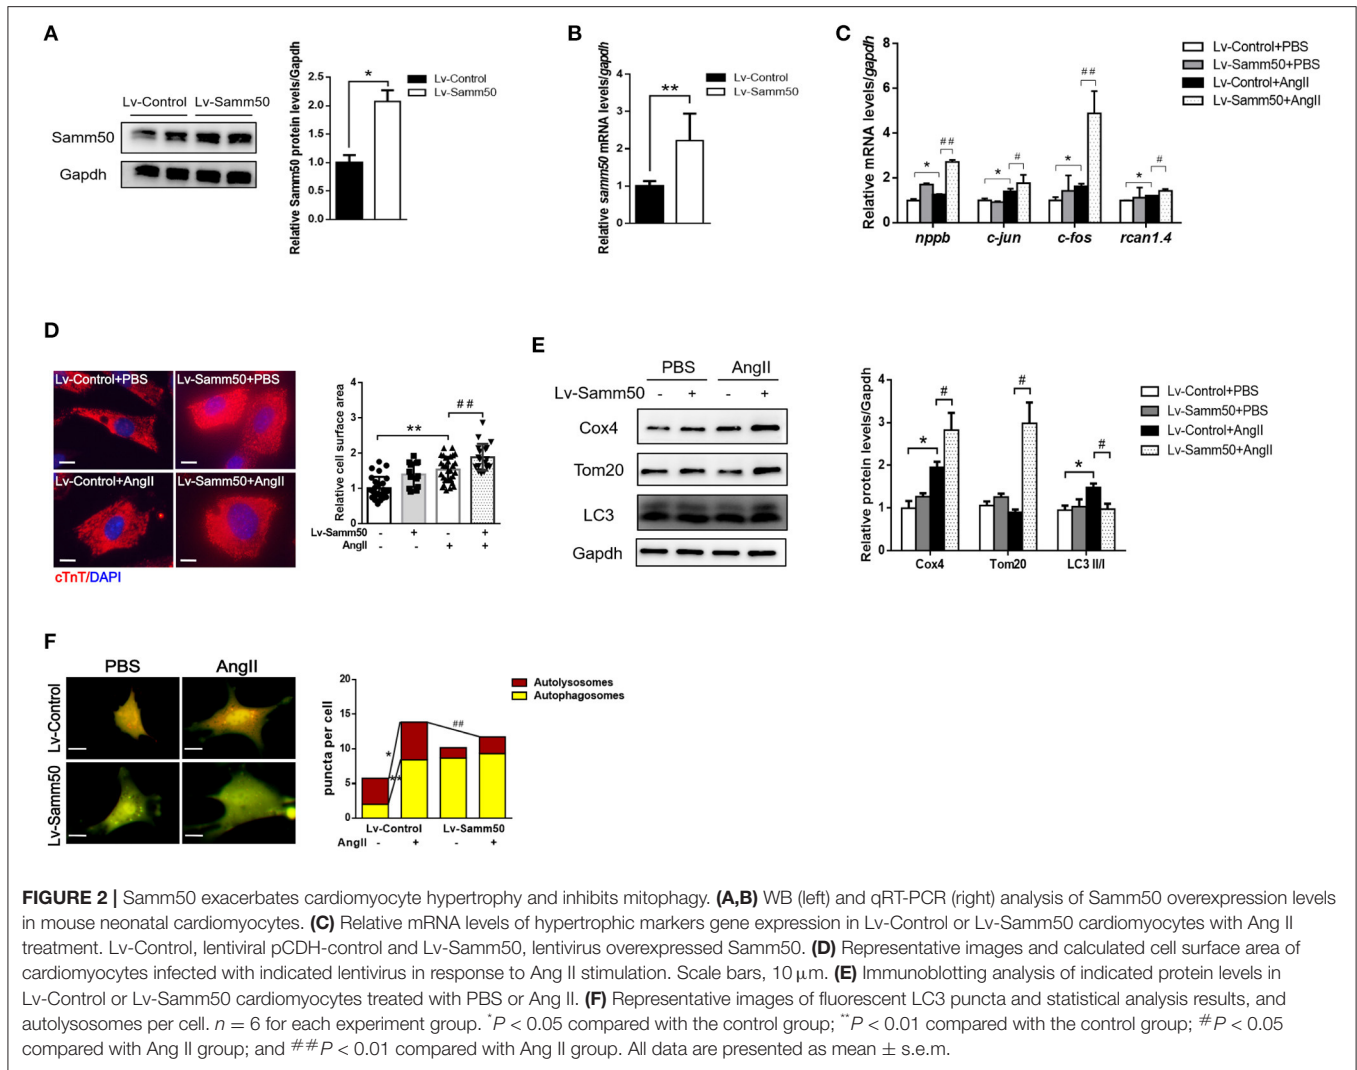 A
Lv-Control Lv-Samm50
Samm50
Gapdh
Relative Samm50 protein levels/Gapdh
2.5
2.0
1.5
1.0
0.5
0.0
*
Lv-Control
Lv-Samm50
B
Relative samm50 mRNA levels/gapdh
4
3
2
1
0
**
Lv-Control
Lv-Samm50
C
Relative mRNA levels/gapdh
8
6
4
2
0
* ## * # * ## * #
nppb c-jun c-fos rcan1.4
Lv-Control+PBS
Lv-Samm50+PBS
Lv-Control+AngII
Lv-Samm50+AngII
D
Lv-Control+PBS Lv-Samm50+PBS
Lv-Control+AngII Lv-Samm50+AngII
cTnT/DAPI
Relative cell surface area
4
3
2
1
0
** ##
Lv-Samm50 - + - +
AngII - - + +
E
PBS AngII
Lv-Samm50 - + - +
Cox4
Tom20
LC3
Gapdh
Relative protein levels/Gapdh
4
3
2
1
0
* # # * #
Cox4 Tom20 LC3 II/I
Lv-Control+PBS
Lv-Samm50+PBS
Lv-Control+AngII
Lv-Samm50+AngII
F
PBS AngII
Lv-Control
Lv-Samm50
puncta per cell
20
15
10
5
0
* ** ##
Lv-Control Lv-Samm50
AngII - + - +
Autolysosomes
Autophagosomes
FIGURE 2 | Samm50 exacerbates cardiomyocyte hypertrophy and inhibits mitophagy. (A,B) WB (left) and qRT-PCR (right) analysis of Samm50 overexpression levels
in mouse neonatal cardiomyocytes. (C) Relative mRNA levels of hypertrophic markers gene expression in Lv-Control or Lv-Samm50 cardiomyocytes with Ang II
treatment. Lv-Control, lentiviral pCDH-control and Lv-Samm50, lentivirus overexpressed Samm50. (D) Representative images and calculated cell surface area of
cardiomyocytes infected with indicated lentivirus in response to Ang II stimulation. Scale bars, 10 μm. (E) Immunoblotting analysis of indicated protein levels in
Lv-Control or Lv-Samm50 cardiomyocytes treated with PBS or Ang II. (F) Representative images of fluorescent LC3 puncta and statistical analysis results, and
autolysosomes per cell. n = 6 for each experiment group. *P < 0.05 compared with the control group; **P < 0.01 compared with the control group; #P < 0.05
compared with Ang II group; and ##P < 0.01 compared with Ang II group. All data are presented as mean ± s.e.m.